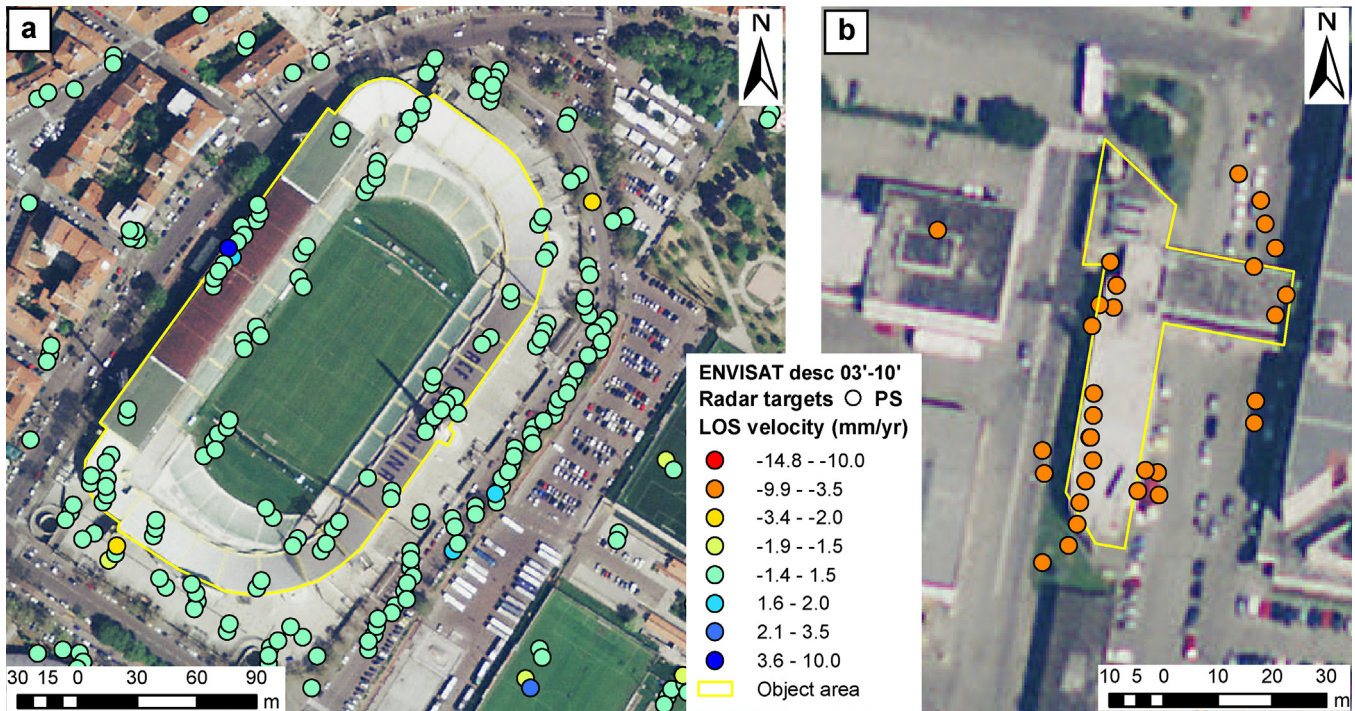 a
N
b
N
ENVISAT desc 03'-10'
Radar targets PS
LOS velocity (mm/yr)
-14.8 - -10.0
-9.9 - -3.5
-3.4 - -2.0
-1.9 - -1.5
-1.4 - 1.5
1.6 - 2.0
2.1 - 3.5
3.6 - 10.0
Object area
30 15 0 30 60 90
m
10 5 0 10 20 30
m